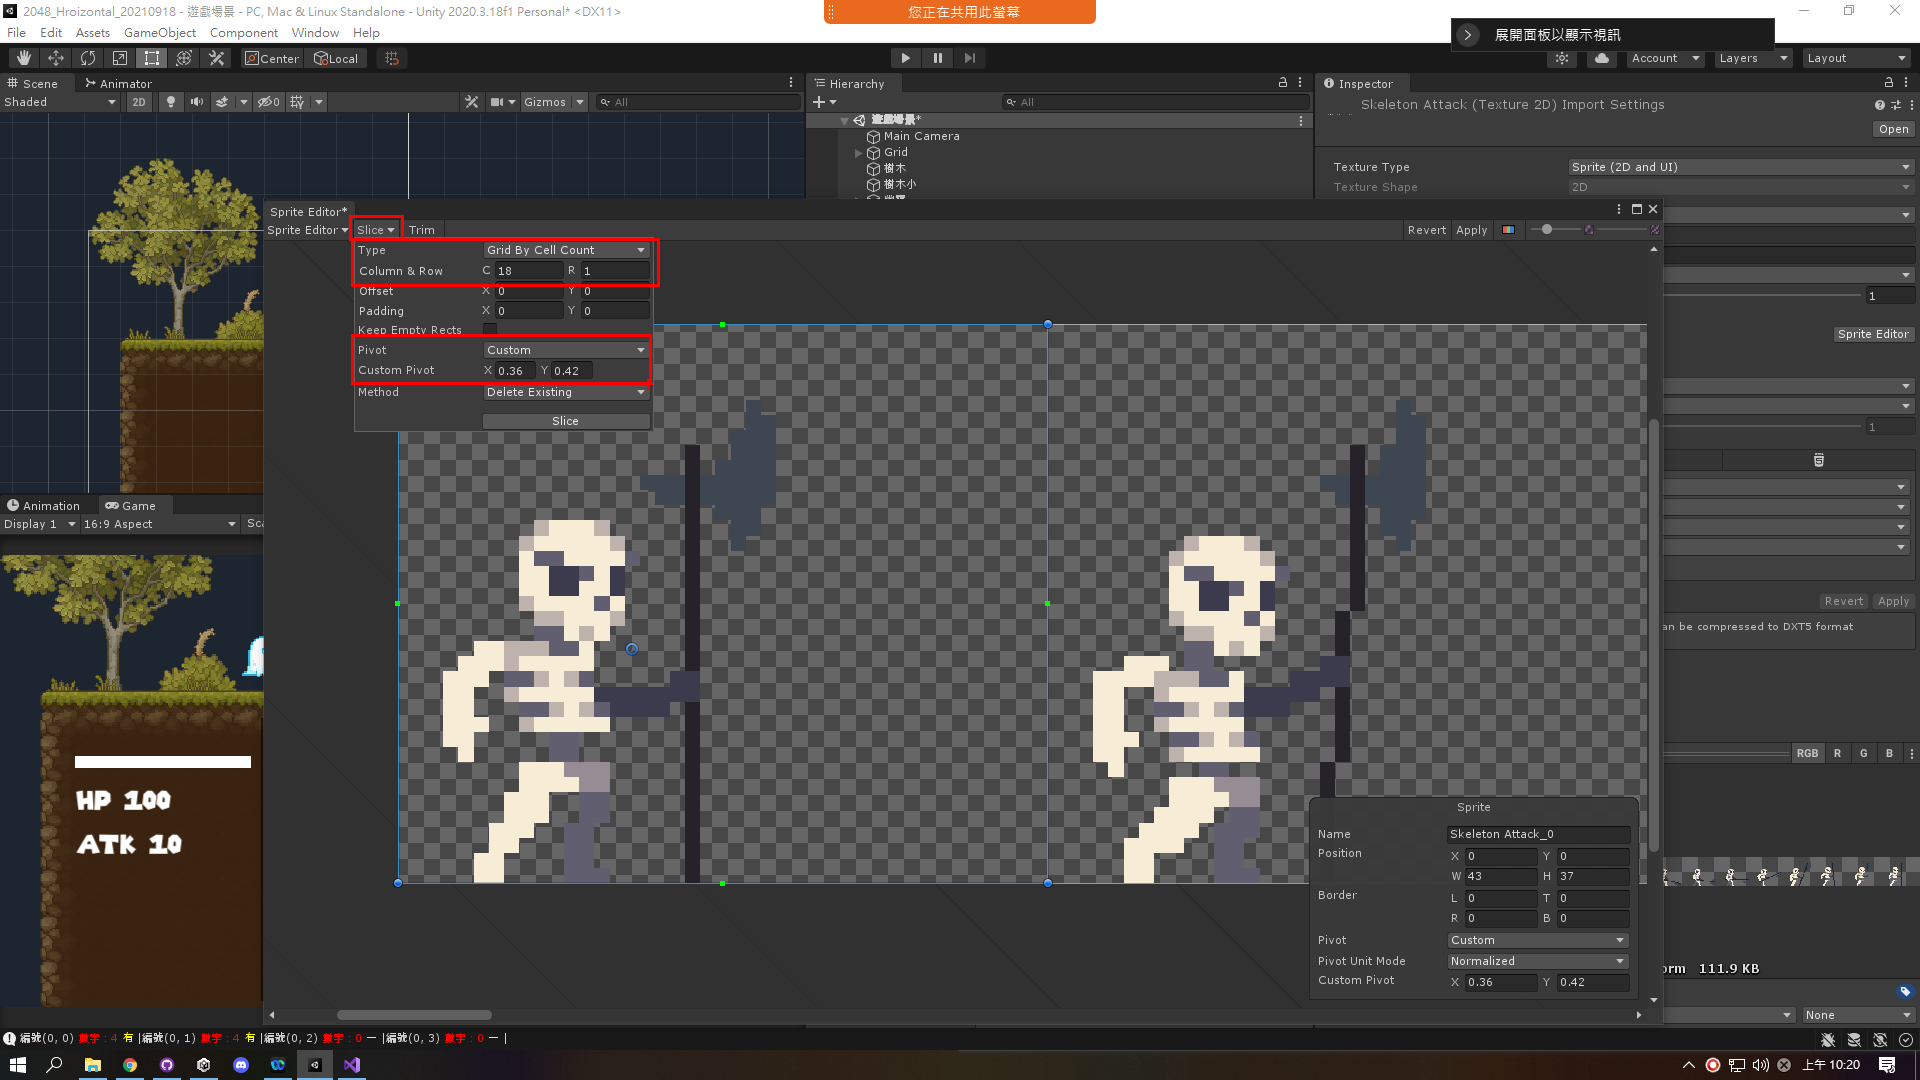 2048_Hroizontal_20210918 - 遊戲場景 - PC, Mac & Linux Standalone - Unity 2020.3.18f1 Personal* <DX11>
您正在共用此螢幕
File Edit Assets GameObject Component Window Help
展開面板以顯示視訊
Center Local
Account Layers Layout
Scene Animator
Hierarchy
Inspector
Shaded 2D 0 Gizmos All
All
Skeleton Attack (Texture 2D) Import Settings
Open
遊戲場景*
Main Camera
Grid
樹木
樹木小
Texture Type Sprite (2D and UI)
Texture Shape 2D
Sprite Editor*
Sprite Editor Slice Trim
Revert Apply
Type Grid By Cell Count
Column & Row C 18 R 1
Offset X 0 Y 0
Padding X 0 Y 0
Keep Empty Rects
Pivot Custom
Custom Pivot X 0.36 Y 0.42
Method Delete Existing
Slice
1
Sprite Editor
1
Animation Game
Display 1 16:9 Aspect Sca
Revert Apply
an be compressed to DXT5 format
RGB R G B
HP 100
ATK 10
Sprite
Name Skeleton Attack_0
Position X 0 Y 0
W 43 H 37
Border L 0 T 0
R 0 B 0
Pivot Custom
Pivot Unit Mode Normalized
Custom Pivot X 0.36 Y 0.42
orm 111.9 KB
None
編號(0, 0) 數字 : 4 有 |編號(0, 1) 數字 : 4 有 |編號(0, 2) 數字 : 0 一 |編號(0, 3) 數字 : 0 一 |
上午 10:20